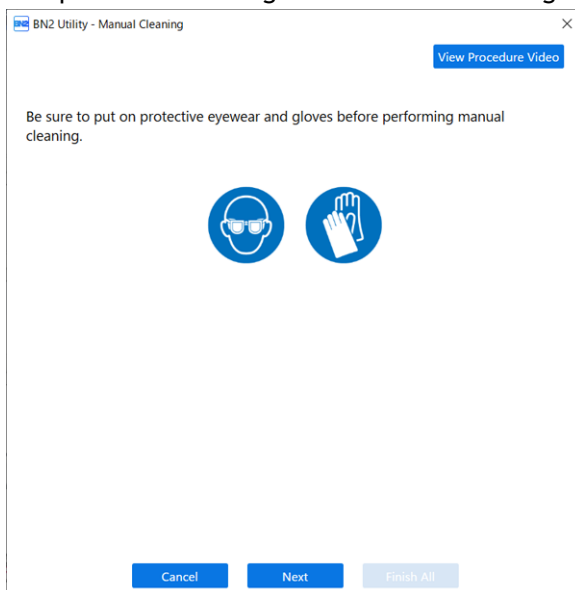 BN2 Utility - Manual Cleaning
View Procedure Video
Be sure to put on protective eyewear and gloves before performing manual
cleaning.
Cancel
Next
Finish All